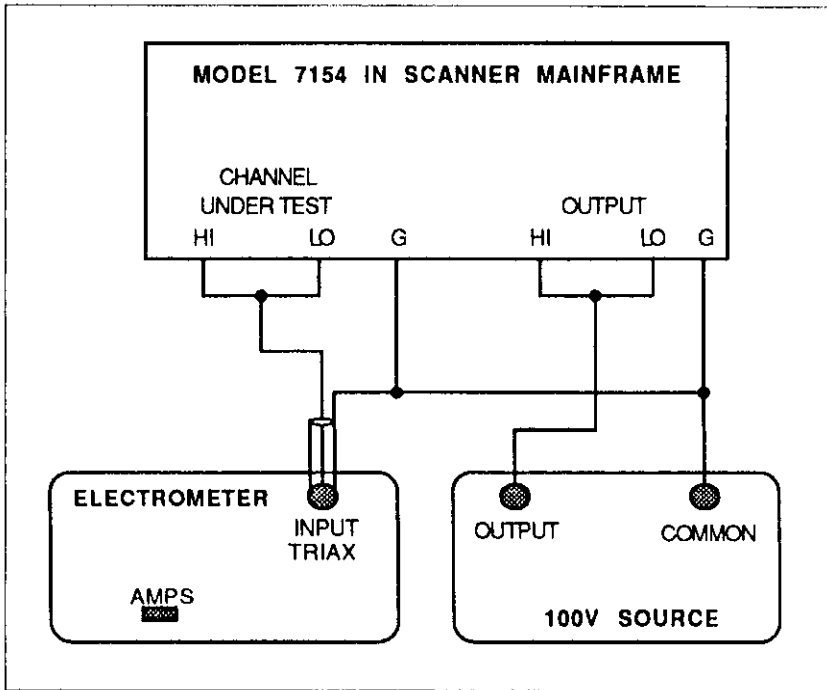 MODEL 7154 IN SCANNER MAINFRAME
CHANNEL
UNDER TEST
OUTPUT
HI LO G HI LO G
ELECTROMETER
INPUT
TRIAX
AMPS
OUTPUT
COMMON
100V SOURCE